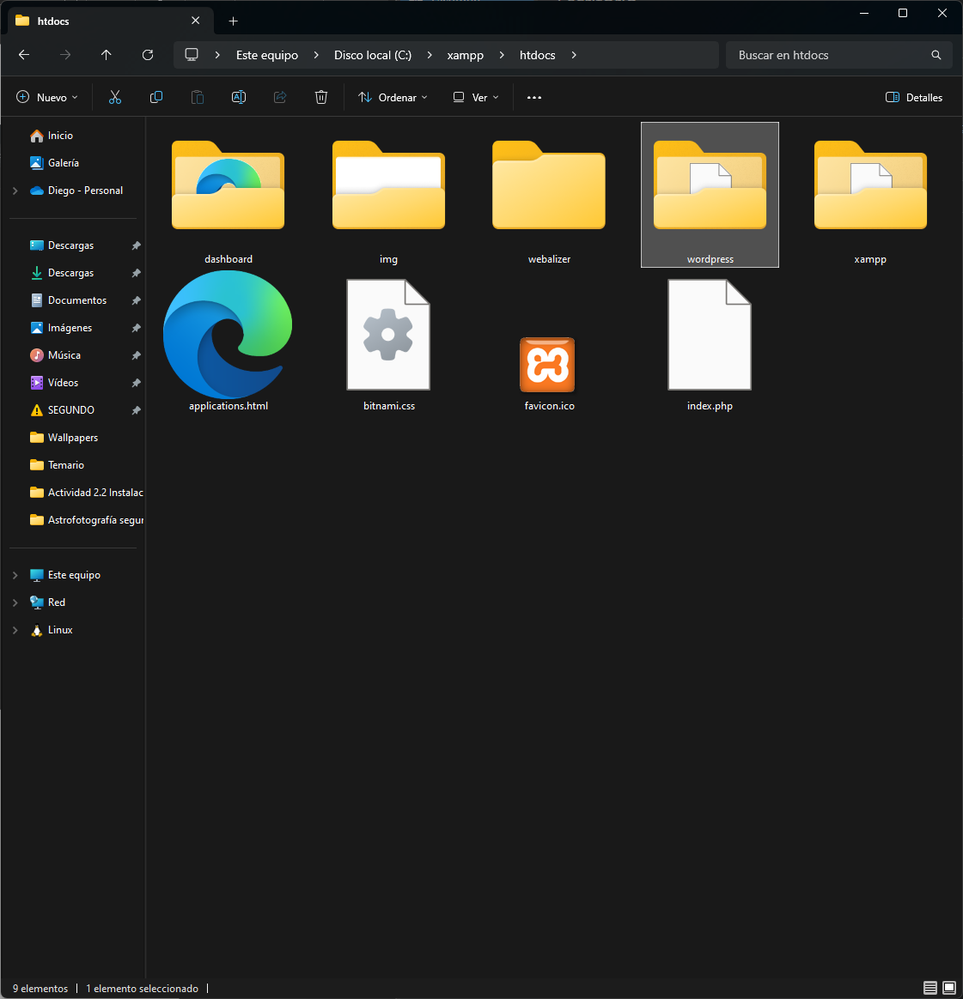 htdocs
Este equipo
Disco local (C:)
xampp
htdocs
Buscar en htdocs
Nuevo
Ordenar
Ver
Detalles
Inicio
Galería
Diego - Personal
Descargas
Descargas
Documentos
Imágenes
Música
Vídeos
SEGUNDO
Wallpapers
Temario
Actividad 2.2 Instalac
Astrofotografía segur
Este equipo
Red
Linux
dashboard
img
webalizer
wordpress
xampp
applications.html
bitnami.css
favicon.ico
index.php
9 elementos
1 elemento seleccionado